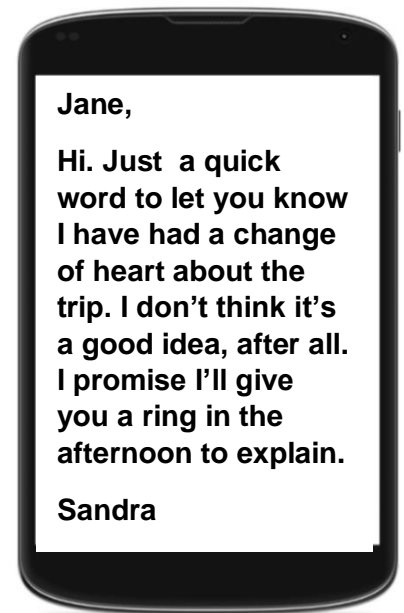 Jane,
Hi. Just  a quick
word to let you know
I have had a change
of heart about the
trip. I don’t think it’s
a good idea, after all.
I promise I’ll give
you a ring in the
afternoon to explain.
Sandra